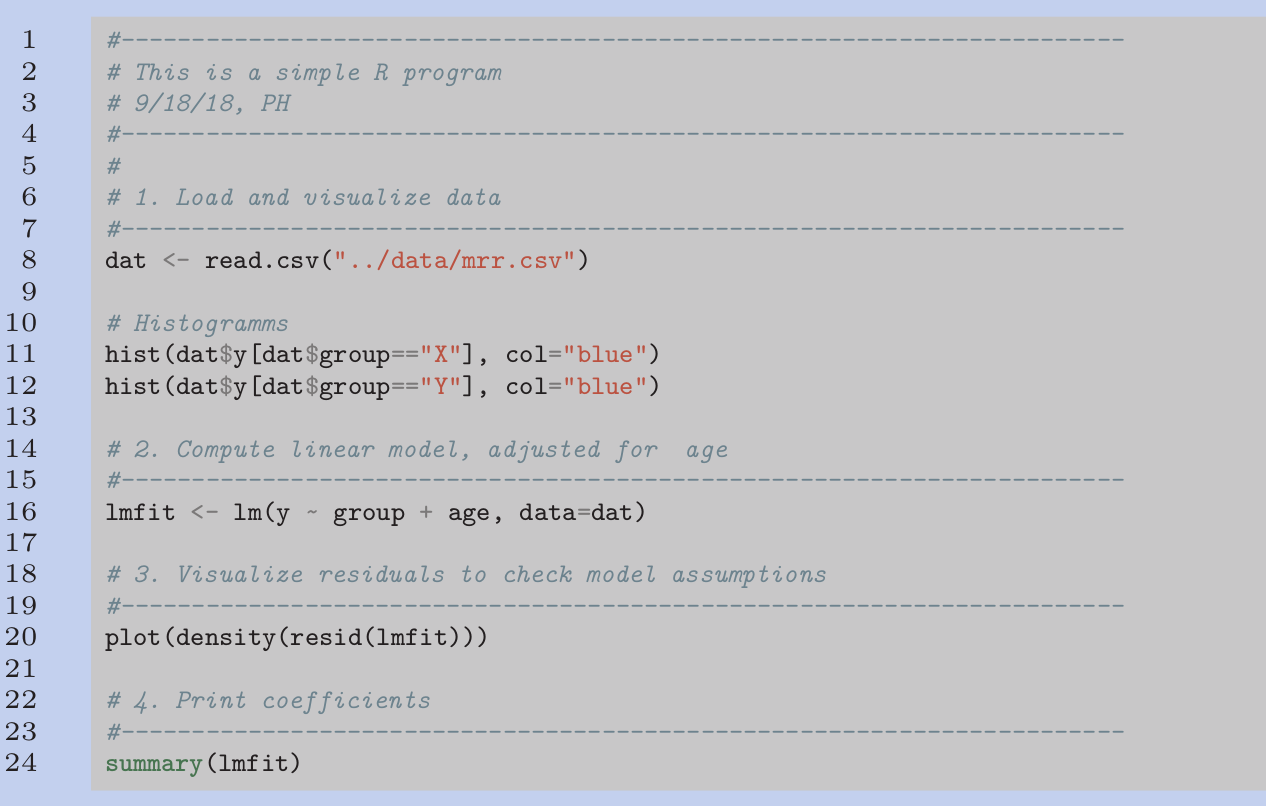 1 #-----------------------------------------------------------------------
2 # This is a simple R program
3 # 9/18/18, PH
4 #-----------------------------------------------------------------------
5 #
6 # 1. Load and visualize data
7 #-----------------------------------------------------------------------
8 dat <- read.csv("../data/mrr.csv")
9
10 # Histogramms
11 hist(dat$y[dat$group=="X"], col="blue")
12 hist(dat$y[dat$group=="Y"], col="blue")
13
14 # 2. Compute linear model, adjusted for  age
15 #-----------------------------------------------------------------------
16 lmfit <- lm(y ~ group + age, data=dat)
17
18 # 3. Visualize residuals to check model assumptions
19 #-----------------------------------------------------------------------
20 plot(density(resid(lmfit)))
21
22 # 4. Print coefficients
23 #-----------------------------------------------------------------------
24 summary(lmfit)